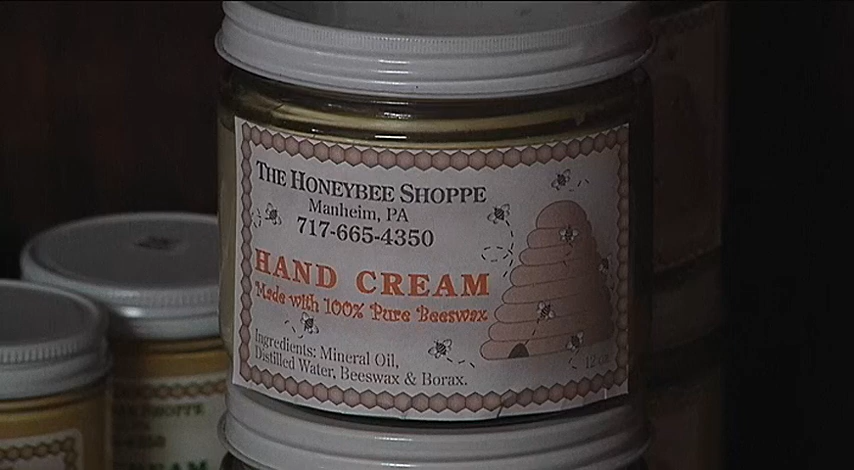 THE HONEYBEE SHOPPE
Manheim, PA
717-665-4350
HAND CREAM
Made with 100% Pure Beeswax
Ingredients: Mineral Oil,
Distilled Water, Beeswax & Borax.
12 oz.